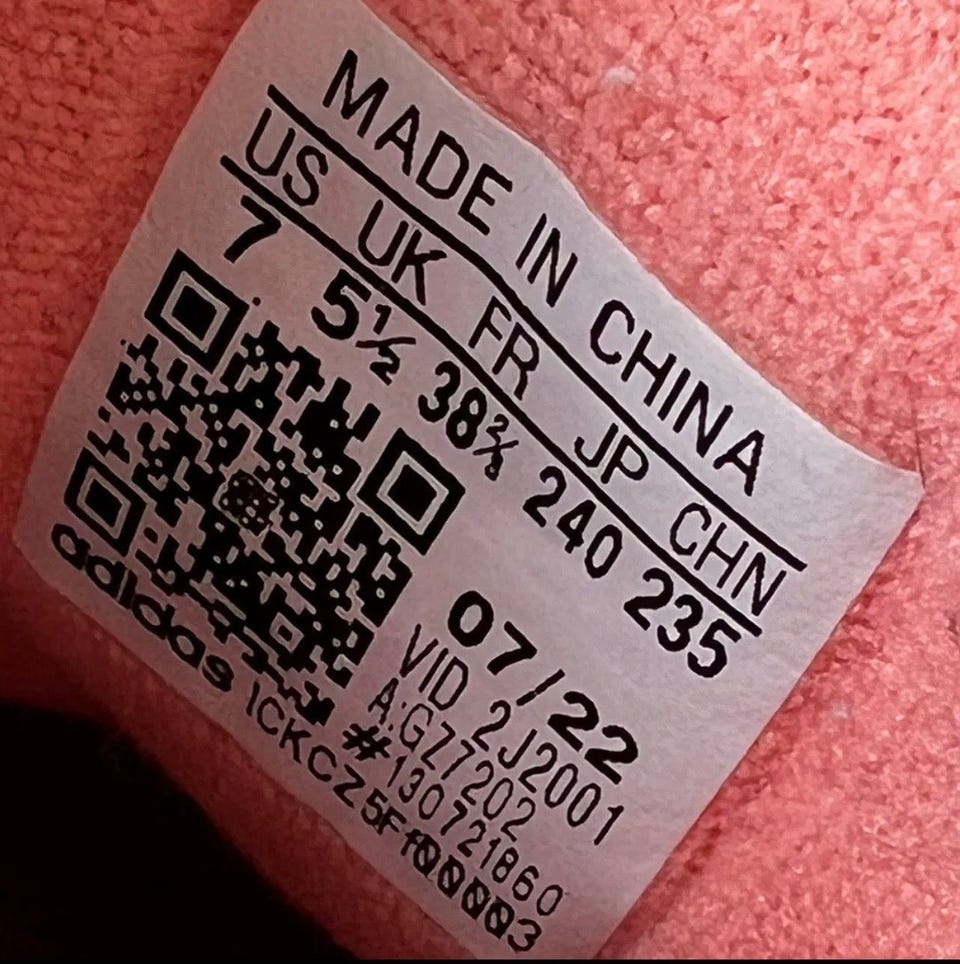 MADE IN CHINA
US UK FR JP CHN
7 5½ 38⅔ 240 235
07/22
VID 2J2001
A:GZ7202
#130721860
adidas ICKCZ5Ff00003